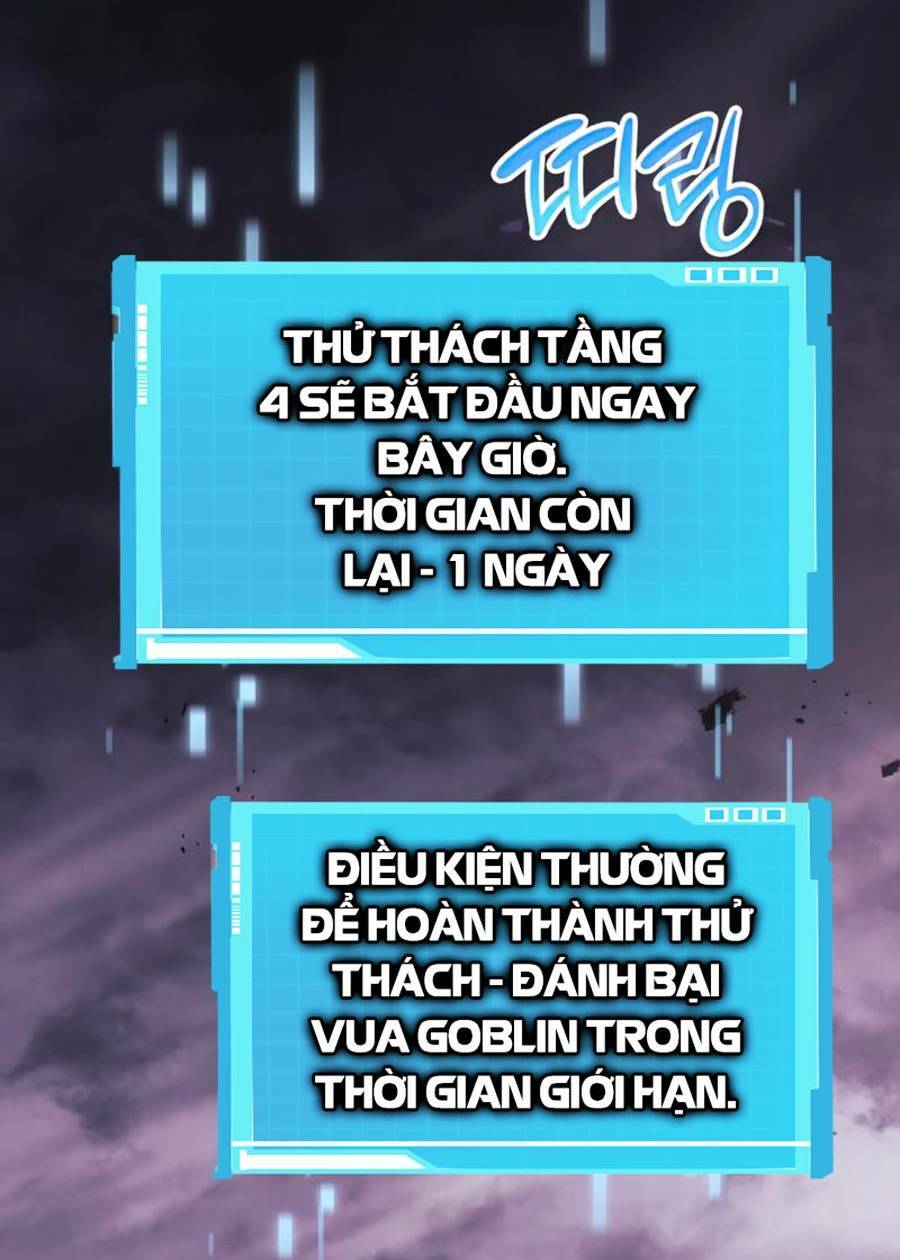 띠링
THỬ THÁCH TẦNG
4 SẼ BẮT ĐẦU NGAY
BÂY GIỜ.
THỜI GIAN CÒN
LẠI - 1 NGÀY
ĐIỀU KIỆN THƯỜNG
ĐỂ HOÀN THÀNH THỬ
THÁCH - ĐÁNH BẠI
VUA GOBLIN TRONG
THỜI GIAN GIỚI HẠN.